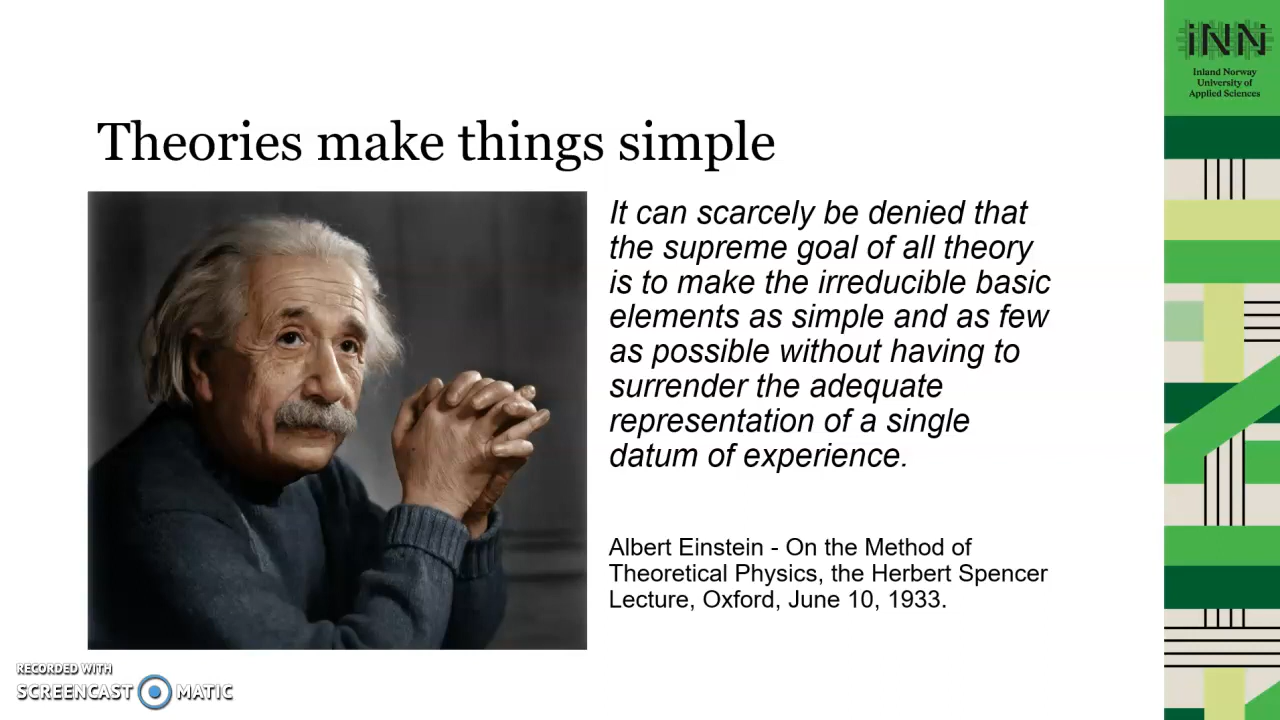 iNN
Inland Norway
University of
Applied Sciences
Theories make things simple
It can scarcely be denied that
the supreme goal of all theory
is to make the irreducible basic
elements as simple and as few
as possible without having to
surrender the adequate
representation of a single
datum of experience.
Albert Einstein - On the Method of
Theoretical Physics, the Herbert Spencer
Lecture, Oxford, June 10, 1933.
RECORDED WITH
SCREENCAST MATIC